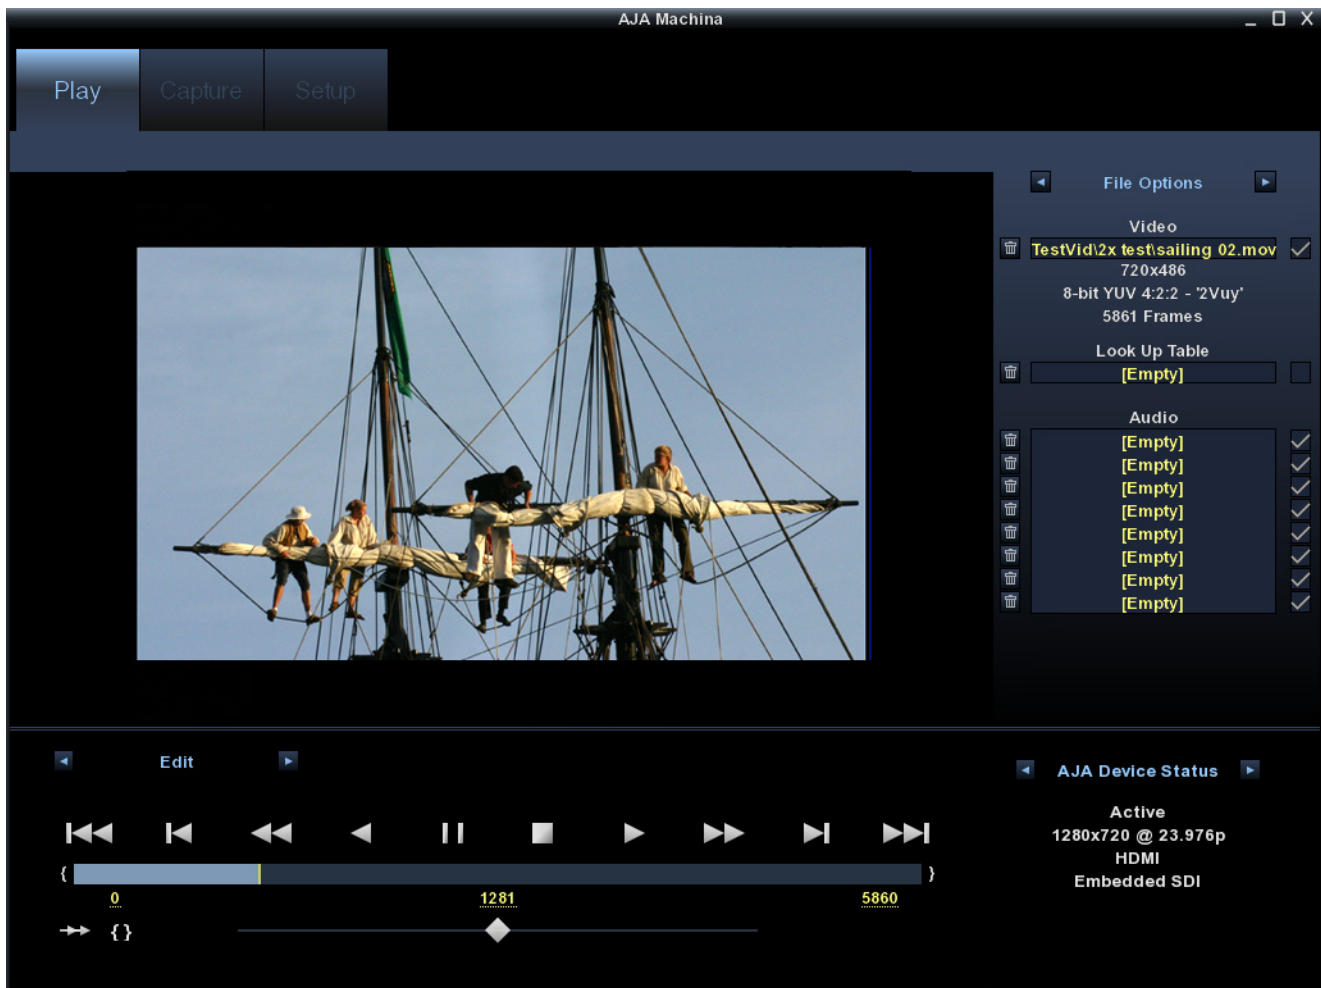 AJA Machina
Play
Capture
Setup
File Options
Video
TestVid\2x test\sailing 02.mov
720x486
8-bit YUV 4:2:2 - '2Vuy'
5861 Frames
Look Up Table
[Empty]
Audio
[Empty]
[Empty]
[Empty]
[Empty]
[Empty]
[Empty]
[Empty]
[Empty]
Edit
AJA Device Status
Active
1280x720 @ 23.976p
HDMI
Embedded SDI
{ }
0 1281 5860
{ }